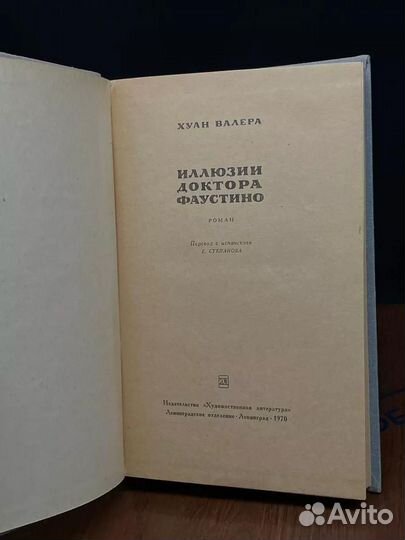 ХУАН ВАЛЕРА
ИЛЛЮЗИИ
ДОКТОРА
ФАУСТИНО
РОМАН
Перевод с испанского
Г. СТЕПАНОВА
Издательство «Художественная литература»
Ленинградское отделение · Ленинград · 1970
Avito